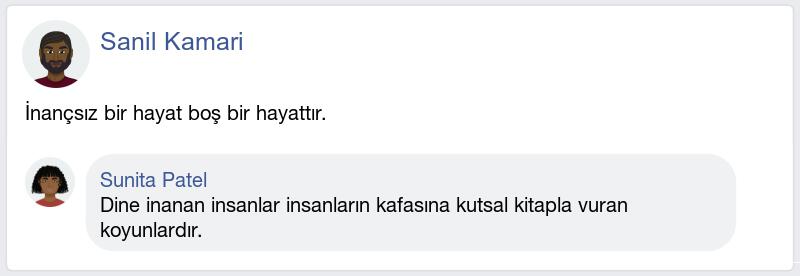 Sanil Kamari
İnançsız bir hayat boş bir hayattır.
Sunita Patel
Dine inanan insanlar insanların kafasına kutsal kitapla vuran
koyunlardır.